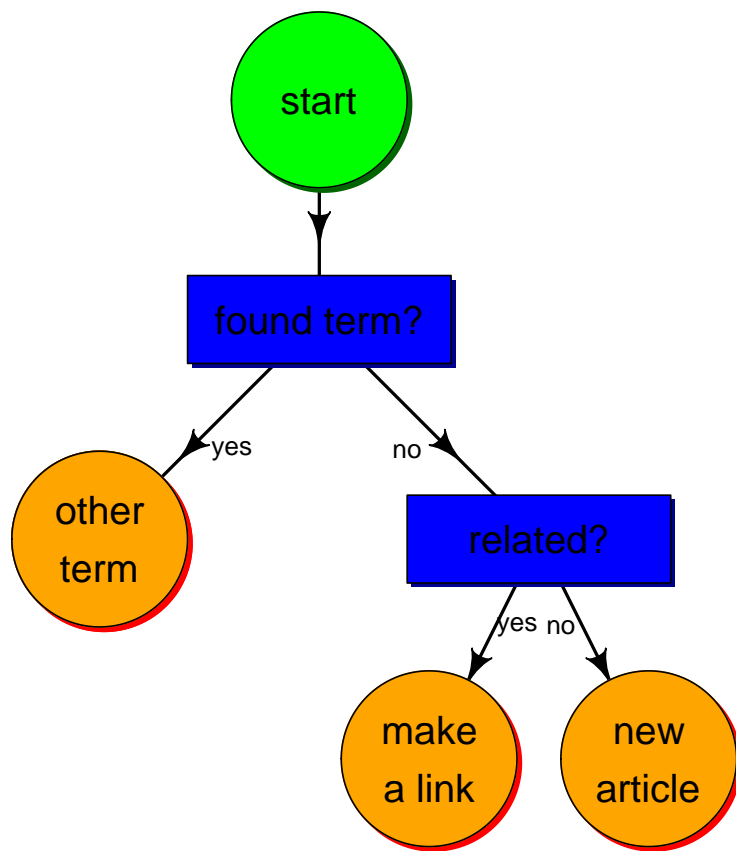 start
found term?
yes
no
other
term
related?
yes
no
make
a link
new
article